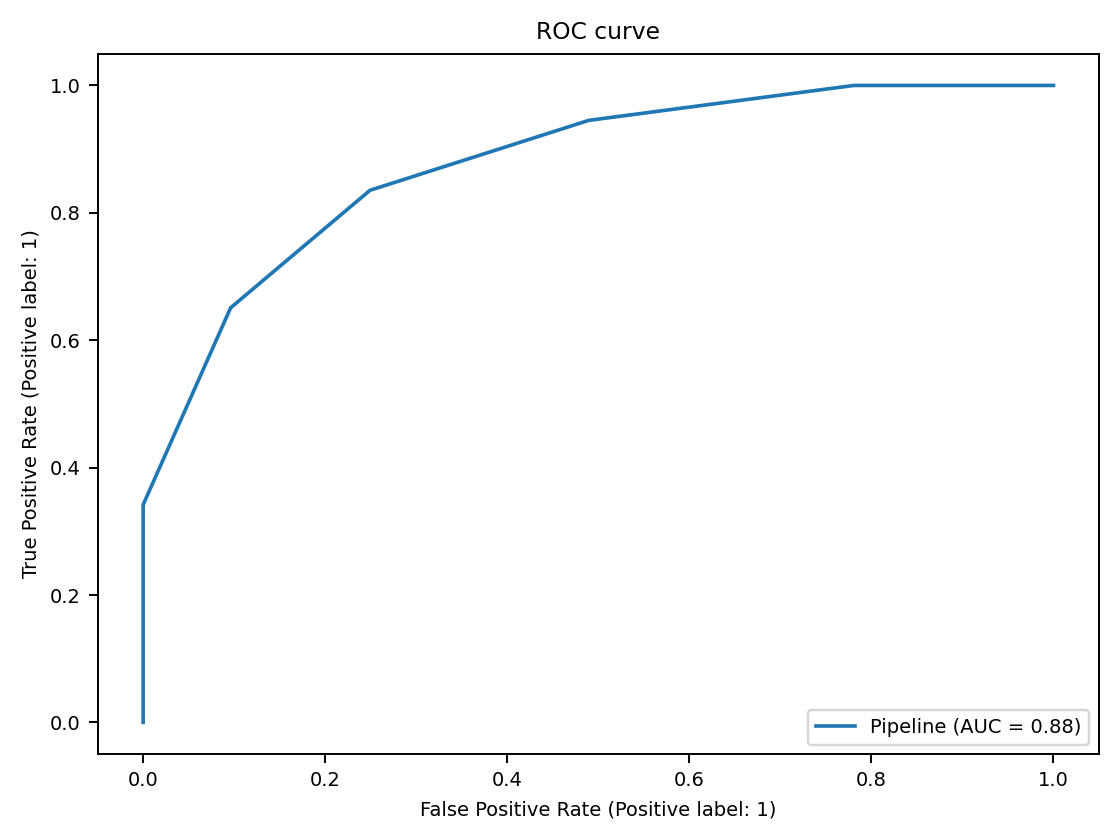 ROC curve
True Positive Rate (Positive label: 1)
1.0
0.8
0.6
0.4
0.2
0.0
Pipeline (AUC = 0.88)
0.0 0.2 0.4 0.6 0.8 1.0
False Positive Rate (Positive label: 1)